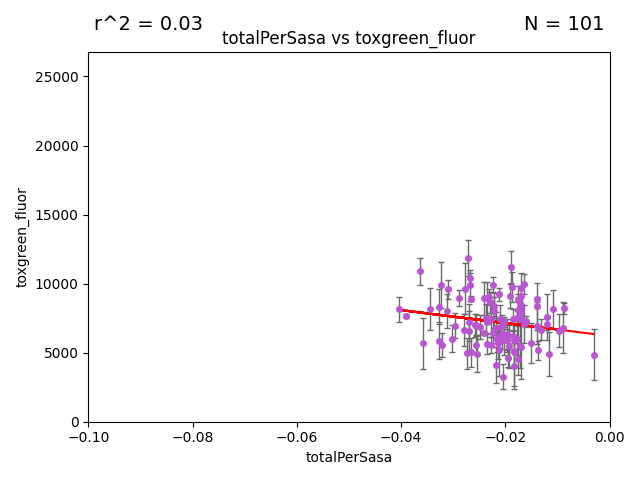 r^2 = 0.03
N = 101
totalPerSasa vs toxgreen_fluor
25000
20000
15000
10000
5000
0
toxgreen_fluor
−0.10
−0.08
−0.06
−0.04
−0.02
0.00
totalPerSasa